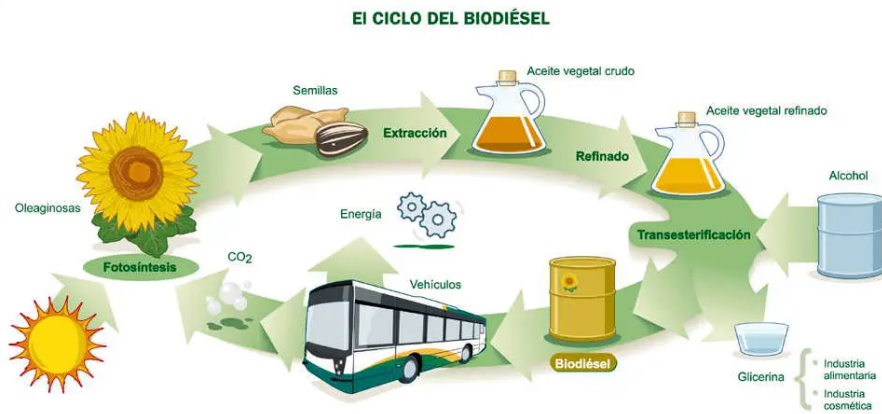 El CICLO DEL BIODIÉSEL
Aceite vegetal crudo
Semillas
Extracción
Aceite vegetal refinado
Refinado
Alcohol
Oleaginosas
Energía
Transesterificación
CO2
Fotosíntesis
Vehículos
Biodiésel
Glicerina
Industria
alimentaria
Industria
cosmética